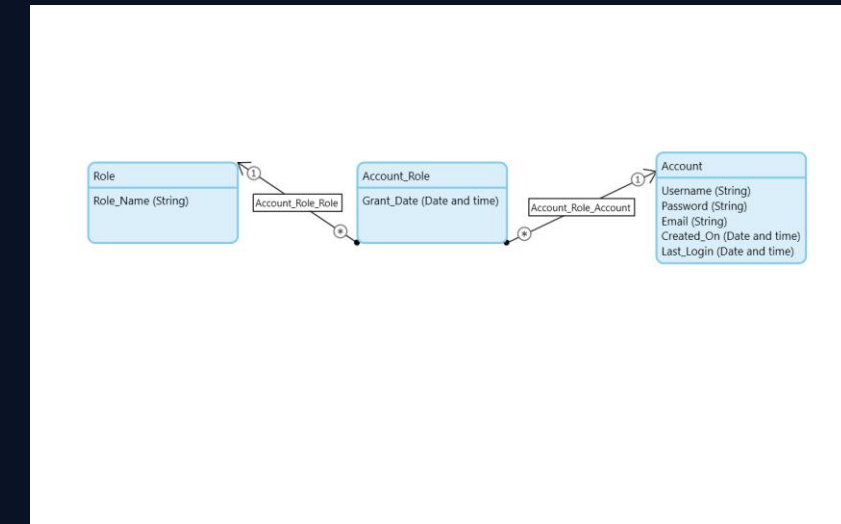 Role
Role_Name (String)
1
Account_Role_Role
*
Account_Role
Grant_Date (Date and time)
*
Account_Role_Account
1
Account
Username (String)
Password (String)
Email (String)
Created_On (Date and time)
Last_Login (Date and time)